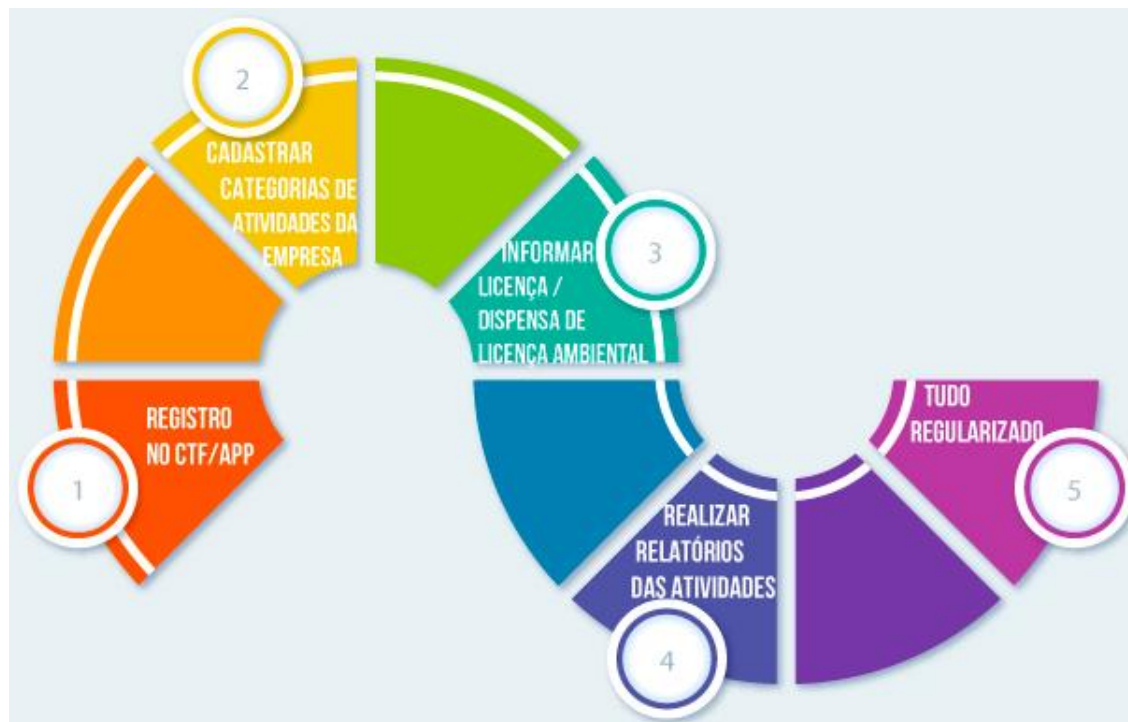 1
REGISTRO
NO CTF/APP
2
CADASTRAR
CATEGORIAS DE
ATIVIDADES DA
EMPRESA
3
INFORMAR
LICENÇA /
DISPENSA DE
LICENÇA AMBIENTAL
4
REALIZAR
RELATÓRIOS
DAS ATIVIDADES
5
TUDO
REGULARIZADO